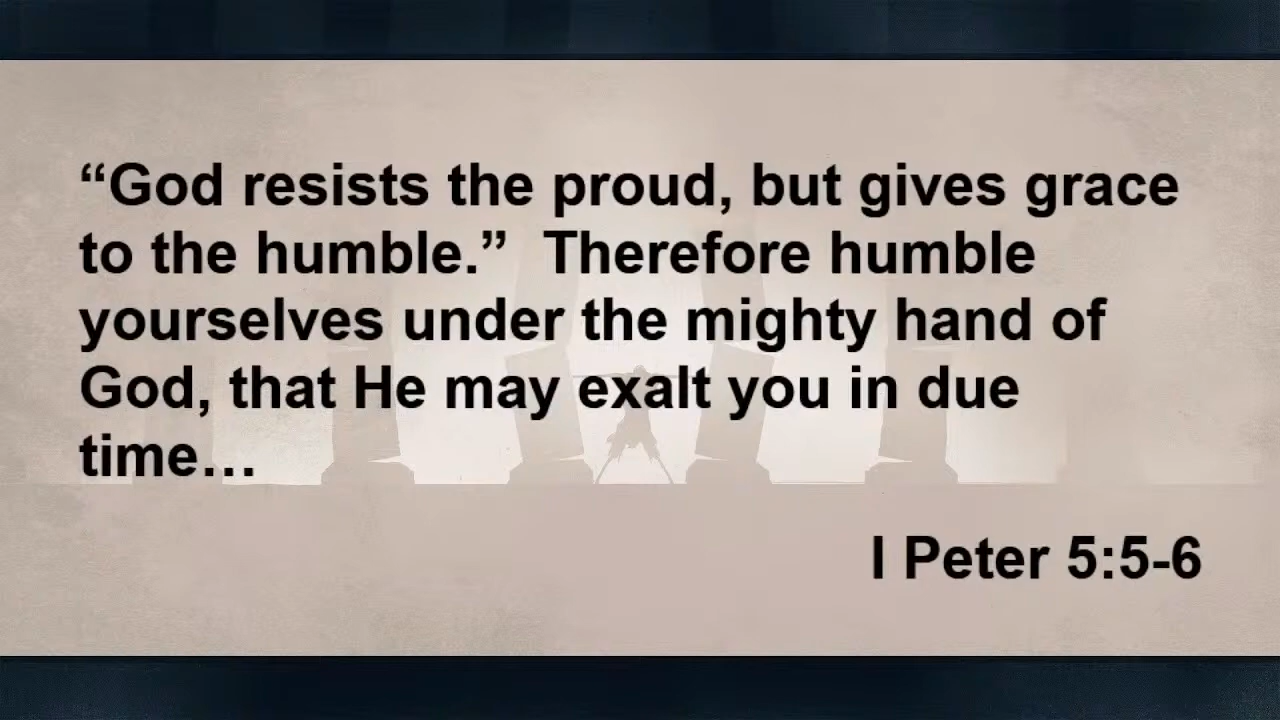 “God resists the proud, but gives grace
to the humble.”  Therefore humble
yourselves under the mighty hand of
God, that He may exalt you in due
time…
I Peter 5:5-6